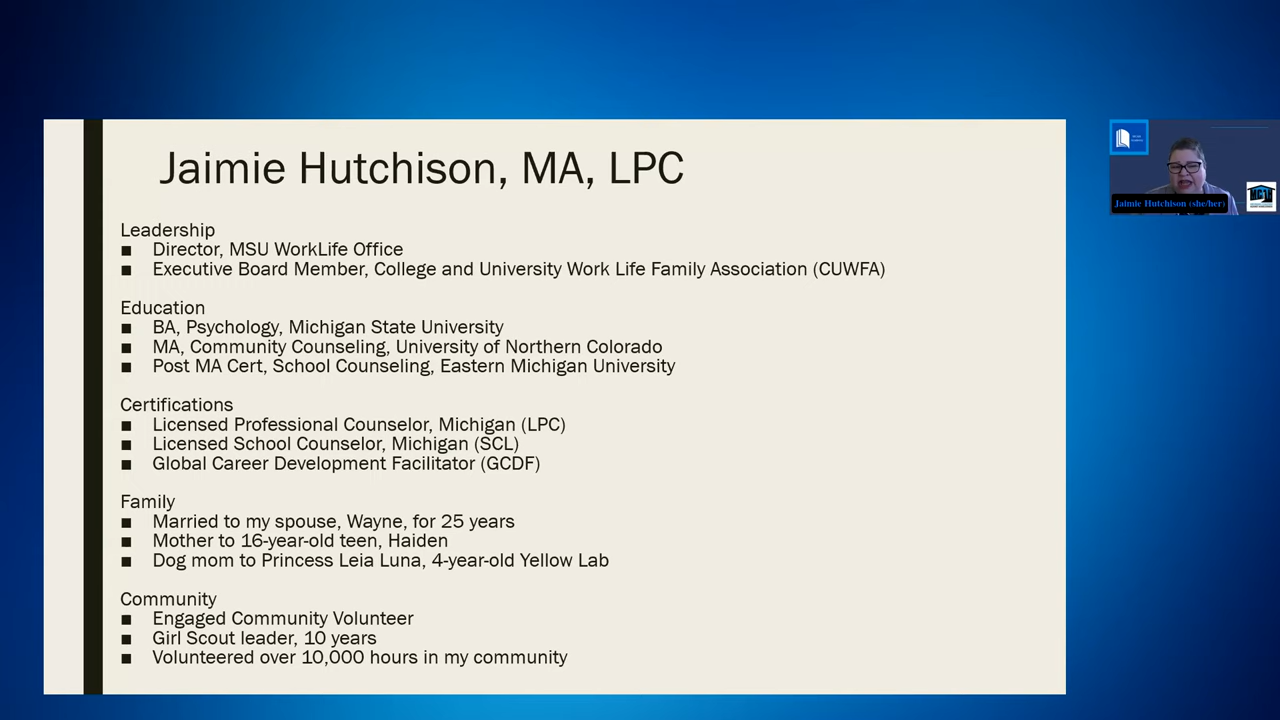 Jaimie Hutchison, MA, LPC
Leadership
■ Director, MSU WorkLife Office
■ Executive Board Member, College and University Work Life Family Association (CUWFA)
Education
■ BA, Psychology, Michigan State University
■ MA, Community Counseling, University of Northern Colorado
■ Post MA Cert, School Counseling, Eastern Michigan University
Certifications
■ Licensed Professional Counselor, Michigan (LPC)
■ Licensed School Counselor, Michigan (SCL)
■ Global Career Development Facilitator (GCDF)
Family
■ Married to my spouse, Wayne, for 25 years
■ Mother to 16-year-old teen, Haiden
■ Dog mom to Princess Leia Luna, 4-year-old Yellow Lab
Community
■ Engaged Community Volunteer
■ Girl Scout leader, 10 years
■ Volunteered over 10,000 hours in my community
Jaimie Hutchison (she/her)